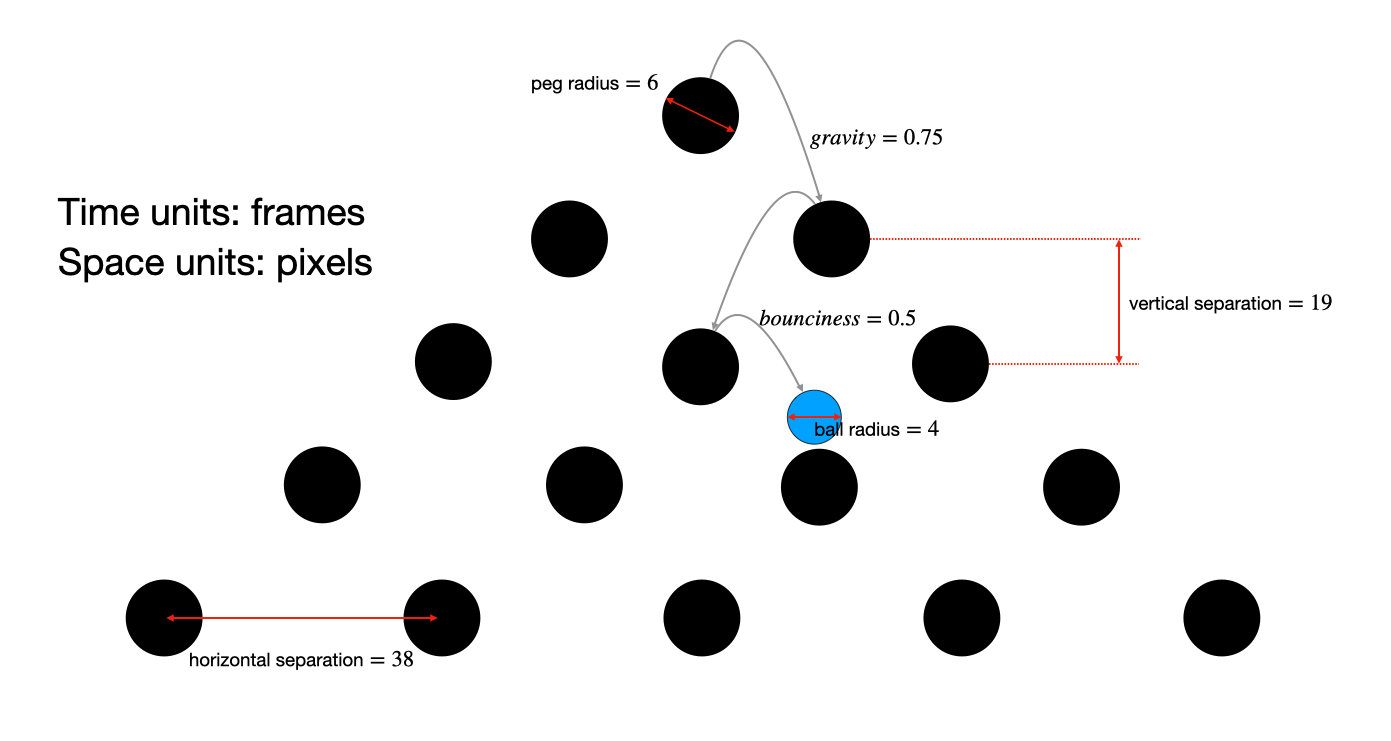 peg radius = 6
gravity = 0.75
Time units: frames
Space units: pixels
vertical separation = 19
bounciness = 0.5
ball radius = 4
horizontal separation = 38